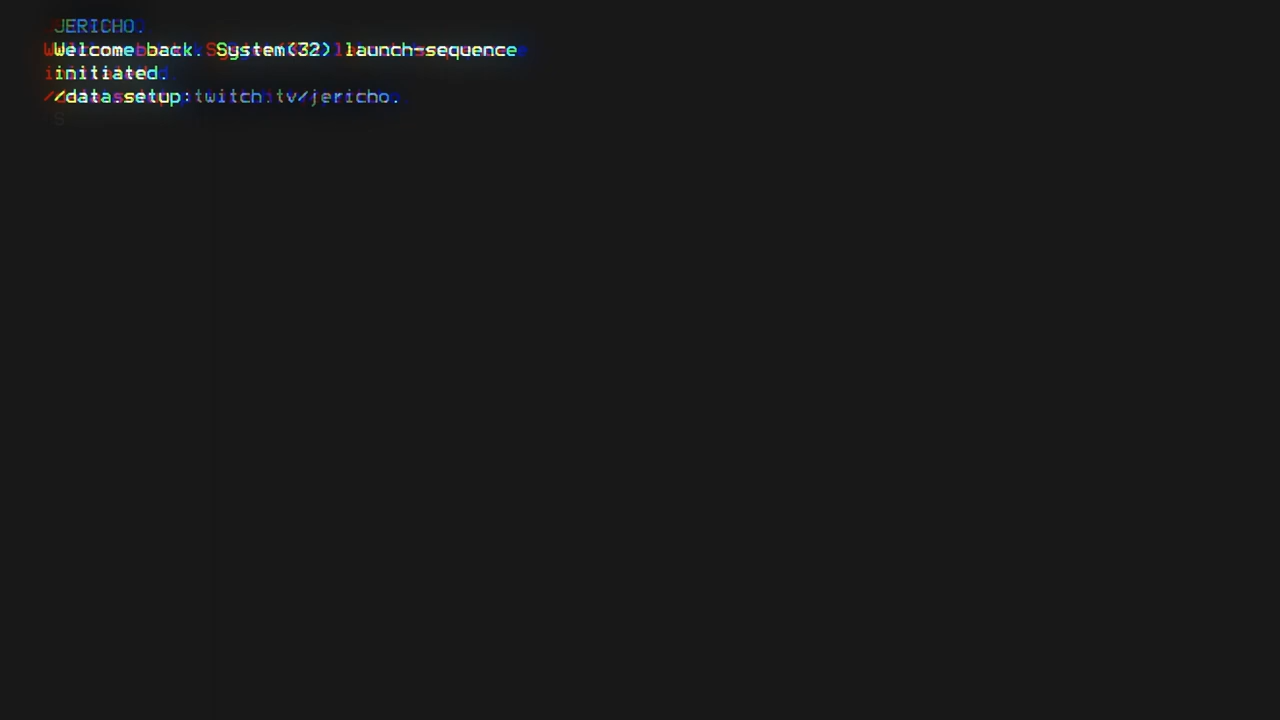 JERICHO.
Welcome back. System(32) launch-sequence
initiated.
//data.setup:twitch.tv/jericho.
S